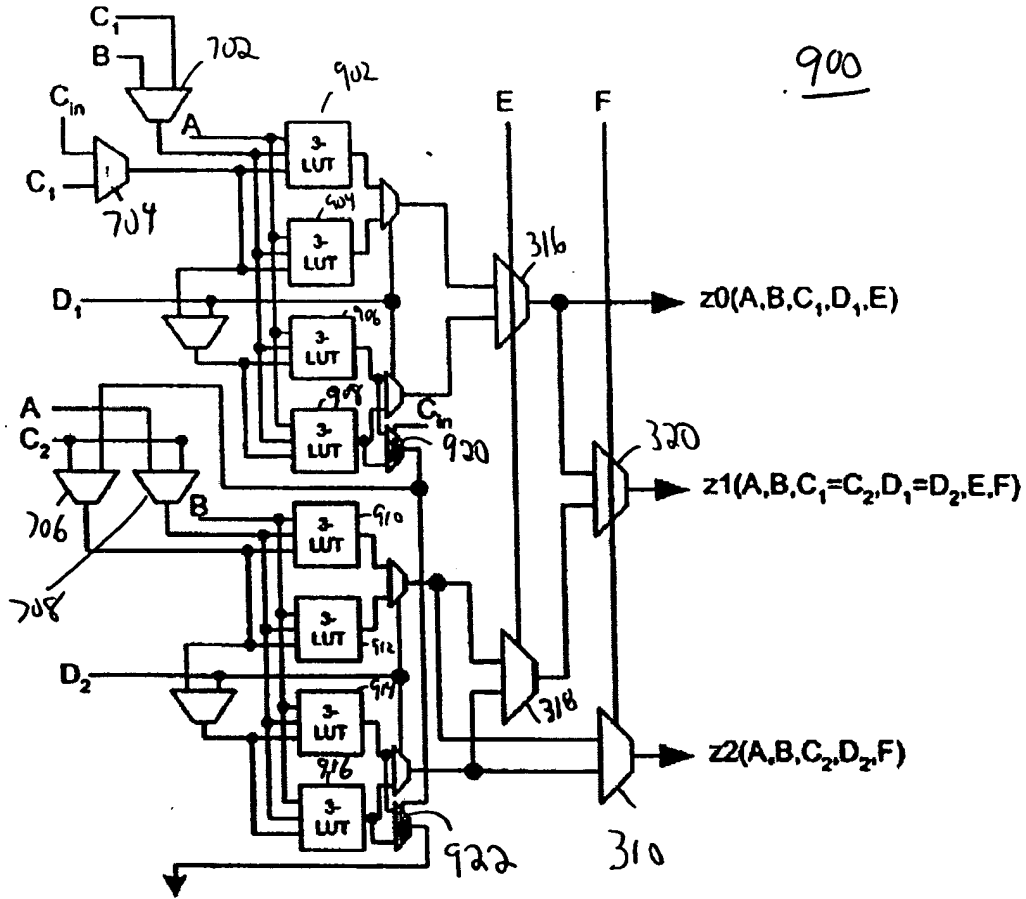 C1
B
702
902
900
Cin
A
E
F
3-
LUT
C1
!
704
904
3-
LUT
316
D1
z0(A,B,C1,D1,E)
906
3-
LUT
908
A
Cin
3-
LUT
920
C2
320
z1(A,B,C1=C2,D1=D2,E,F)
706
B
910
3-
LUT
708
3-
LUT
912
D2
914
3-
LUT
318
916
3-
LUT
z2(A,B,C2,D2,F)
922
310